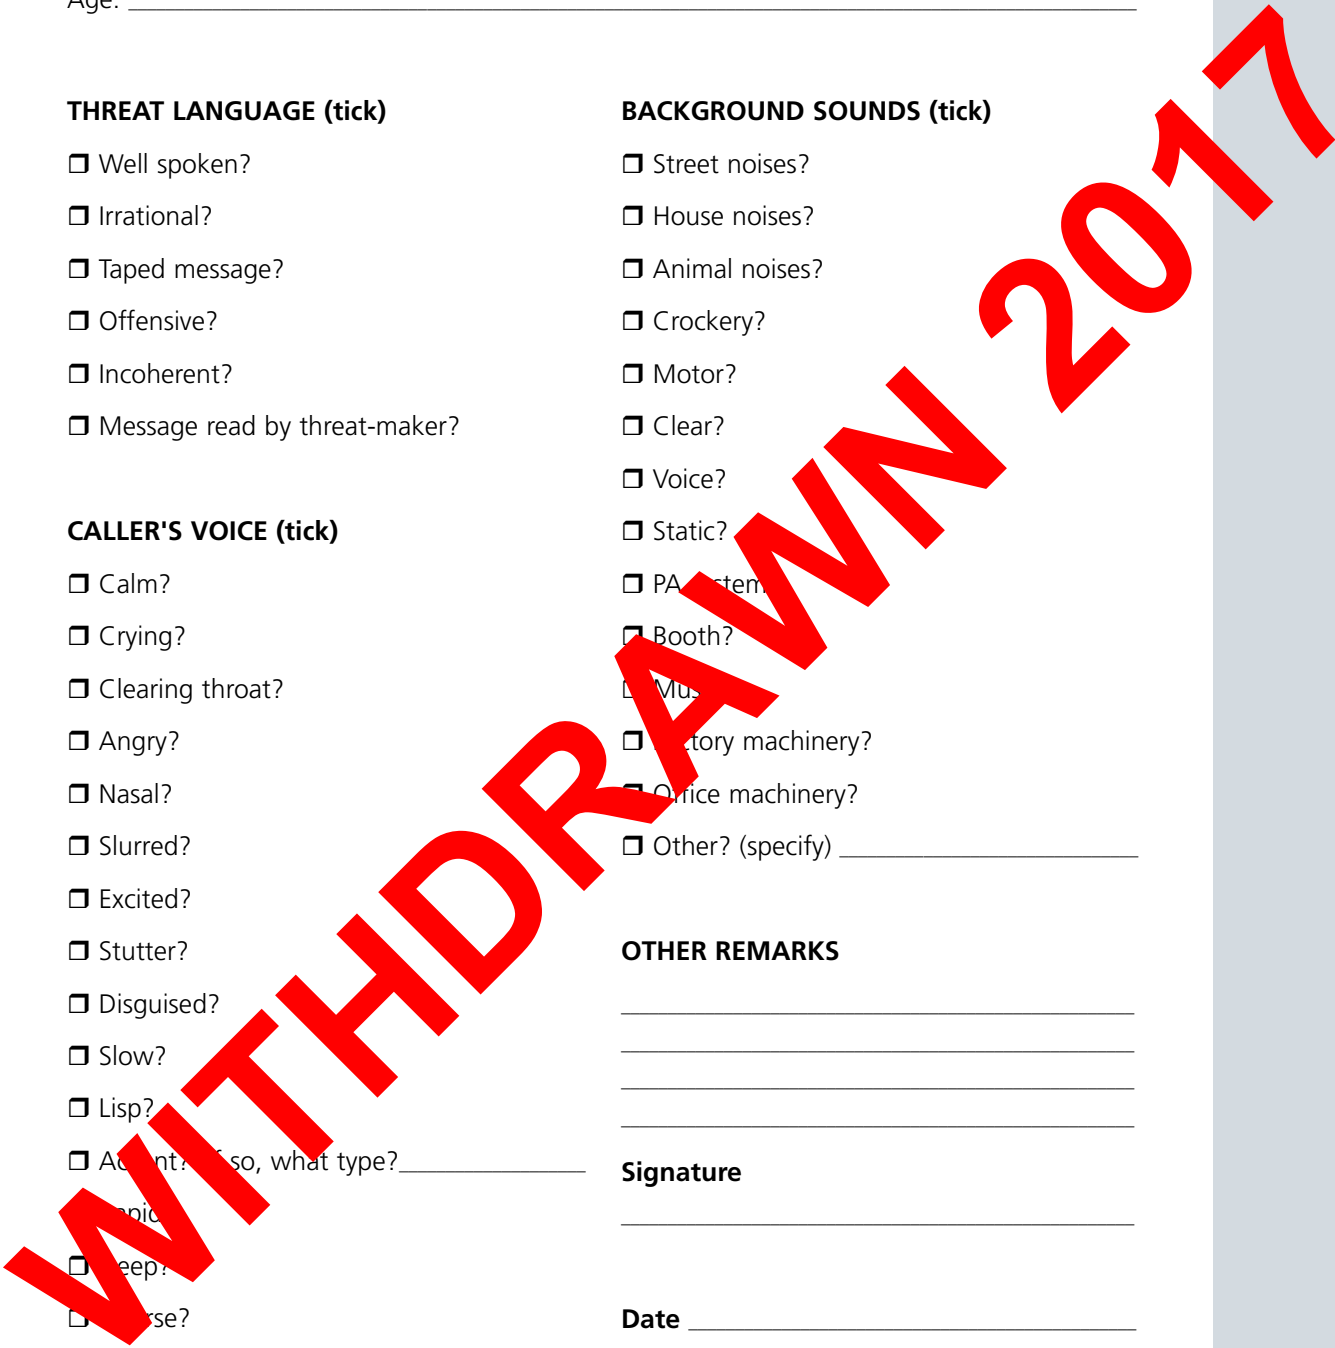 Age:
THREAT LANGUAGE (tick)
Well spoken?
Irrational?
Taped message?
Offensive?
Incoherent?
Message read by threat-maker?
CALLER'S VOICE (tick)
Calm?
Crying?
Clearing throat?
Angry?
Nasal?
Slurred?
Excited?
Stutter?
Disguised?
Slow?
Lisp?
so, what type?
BACKGROUND SOUNDS (tick)
Street noises?
House noises?
Animal noises?
Crockery?
Motor?
Clear?
Voice?
Static?
PA
Booth?
machinery?
Office machinery?
Other? (specify)
OTHER REMARKS
Signature
Date
WITHDRAWN 2017